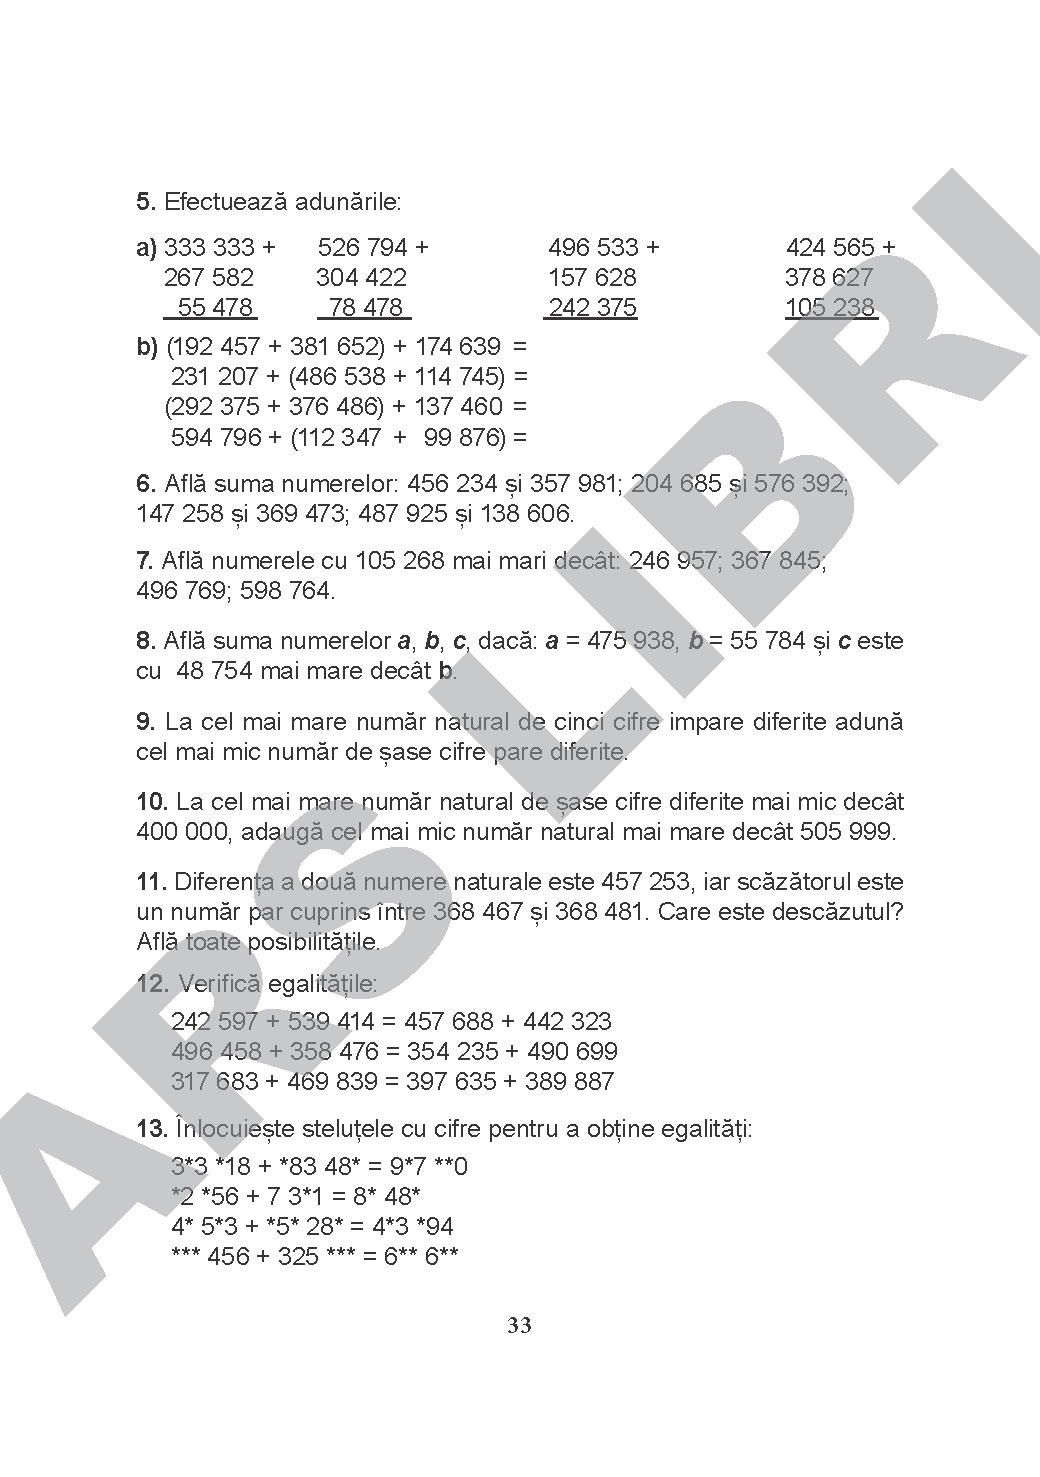 5. Efectuează adunările:
a) 333 333 + 526 794 + 496 533 + 424 565 +
267 582 304 422 157 628 378 627
55 478 78 478 242 375 105 238
b) (192 457 + 381 652) + 174 639 =
231 207 + (486 538 + 114 745) =
(292 375 + 376 486) + 137 460 =
594 796 + (112 347 + 99 876) =
6. Află suma numerelor: 456 234 și 357 981; 204 685 și 576 392;
147 258 și 369 473; 487 925 și 138 606.
7. Află numerele cu 105 268 mai mari decât: 246 957; 367 845;
496 769; 598 764.
8. Află suma numerelor a, b, c, dacă: a = 475 938, b = 55 784 și c este
cu 48 754 mai mare decât b.
9. La cel mai mare număr natural de cinci cifre impare diferite adună
cel mai mic număr de șase cifre pare diferite.
10. La cel mai mare număr natural de șase cifre diferite mai mic decât
400 000, adaugă cel mai mic număr natural mai mare decât 505 999.
11. Diferența a două numere naturale este 457 253, iar scăzătorul este
un număr par cuprins între 368 467 și 368 481. Care este descăzutul?
Află toate posibilitățile.
12. Verifică egalitățile:
242 597 + 539 414 = 457 688 + 442 323
496 458 + 358 476 = 354 235 + 490 699
317 683 + 469 839 = 397 635 + 389 887
13. Înlocuiește steluțele cu cifre pentru a obține egalități:
3*3 *18 + *83 48* = 9*7 **0
*2 *56 + 7 3*1 = 8* 48*
4* 5*3 + *5* 28* = 4*3 *94
*** 456 + 325 *** = 6** 6**
33
ARS LIBRI